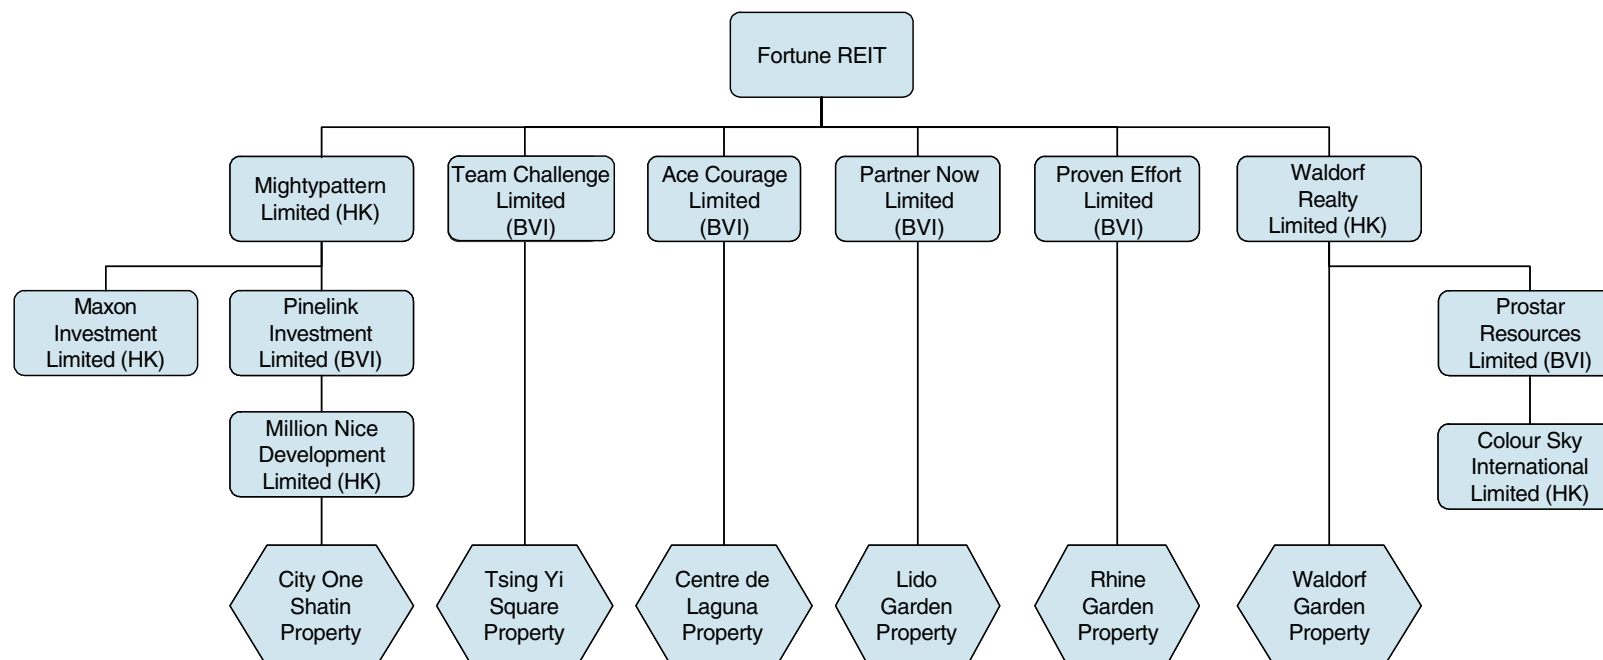 Fortune REIT
Mightypattern
Limited (HK)
Team Challenge
Limited
(BVI)
Ace Courage
Limited
(BVI)
Partner Now
Limited
(BVI)
Proven Effort
Limited
(BVI)
Waldorf
Realty
Limited (HK)
Maxon
Investment
Limited (HK)
Pinelink
Investment
Limited (BVI)
Prostar
Resources
Limited (BVI)
Million Nice
Development
Limited (HK)
Colour Sky
International
Limited (HK)
City One
Shatin
Property
Tsing Yi
Square
Property
Centre de
Laguna
Property
Lido
Garden
Property
Rhine
Garden
Property
Waldorf
Garden
Property